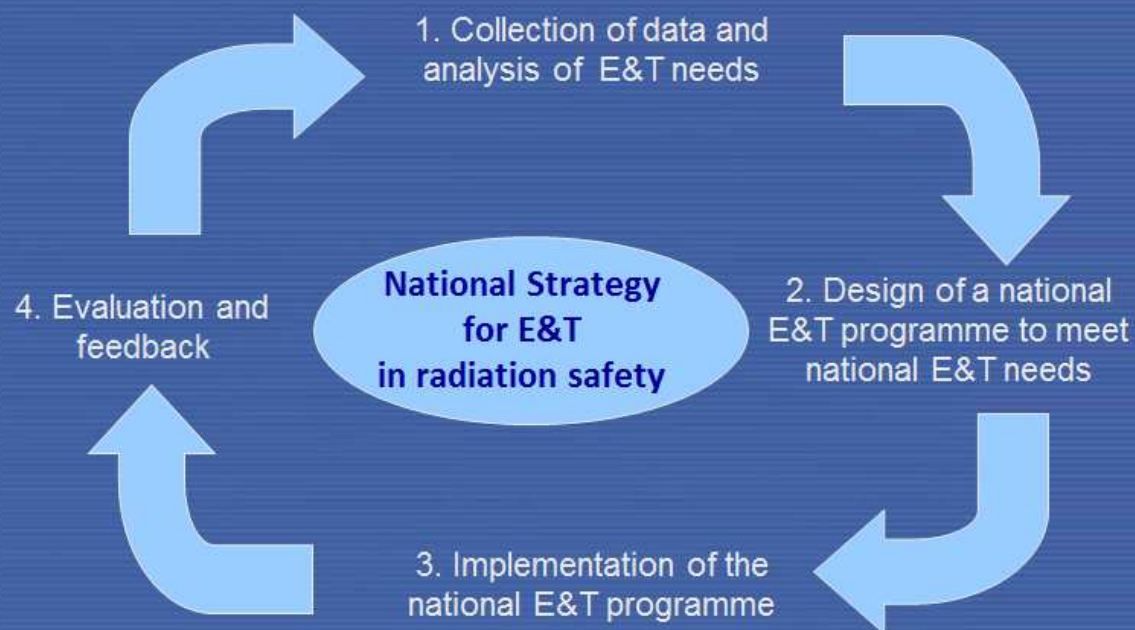 1. Collection of data and
analysis of E&T needs
National Strategy
for E&T
in radiation safety
2. Design of a national
E&T programme to meet
national E&T needs
3. Implementation of the
national E&T programme
4. Evaluation and
feedback